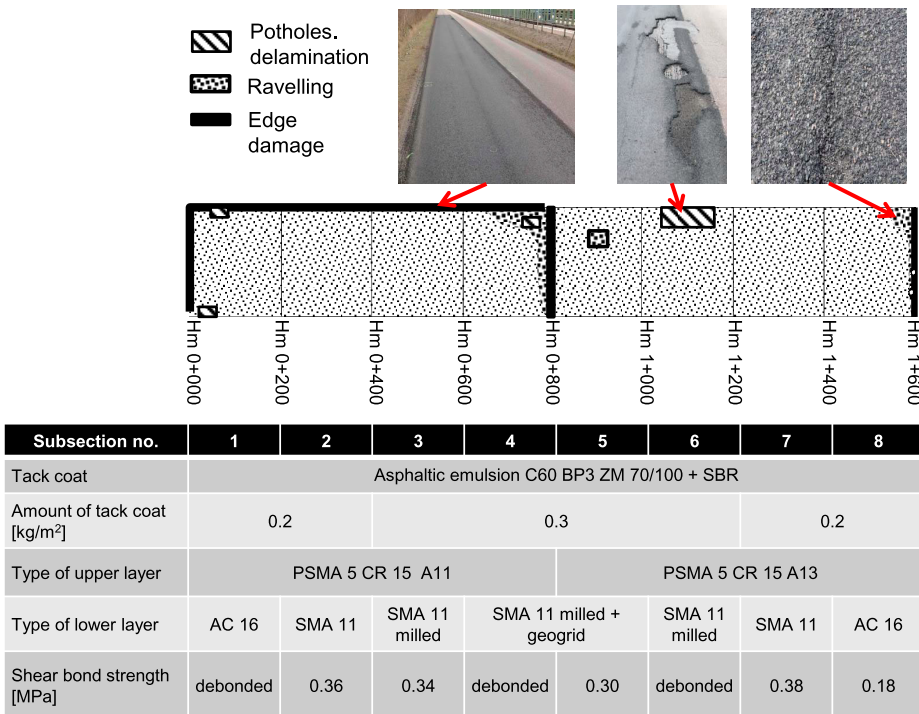 Potholes.
delamination
Ravelling
Edge
damage
Hm 0+000
Hm 0+200
Hm 0+400
Hm 0+600
Hm 0+800
Hm 1+000
Hm 1+200
Hm 1+400
Hm 1+600
Subsection no. 1 2 3 4 5 6 7 8
Tack coat Asphaltic emulsion C60 BP3 ZM 70/100 + SBR
Amount of tack coat
[kg/m²] 0.2 0.3 0.2
Type of upper layer PSMA 5 CR 15 A11 PSMA 5 CR 15 A13
Type of lower layer AC 16 SMA 11 SMA 11
milled SMA 11 milled +
geogrid SMA 11
milled SMA 11 AC 16
Shear bond strength
[MPa] debonded 0.36 0.34 debonded 0.30 debonded 0.38 0.18